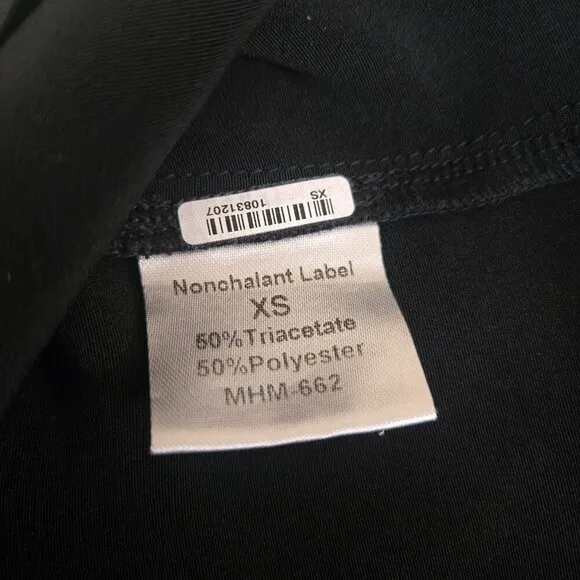 XS
10831207
Nonchalant Label
XS
50%Triacetate
50%Polyester
MHM-662